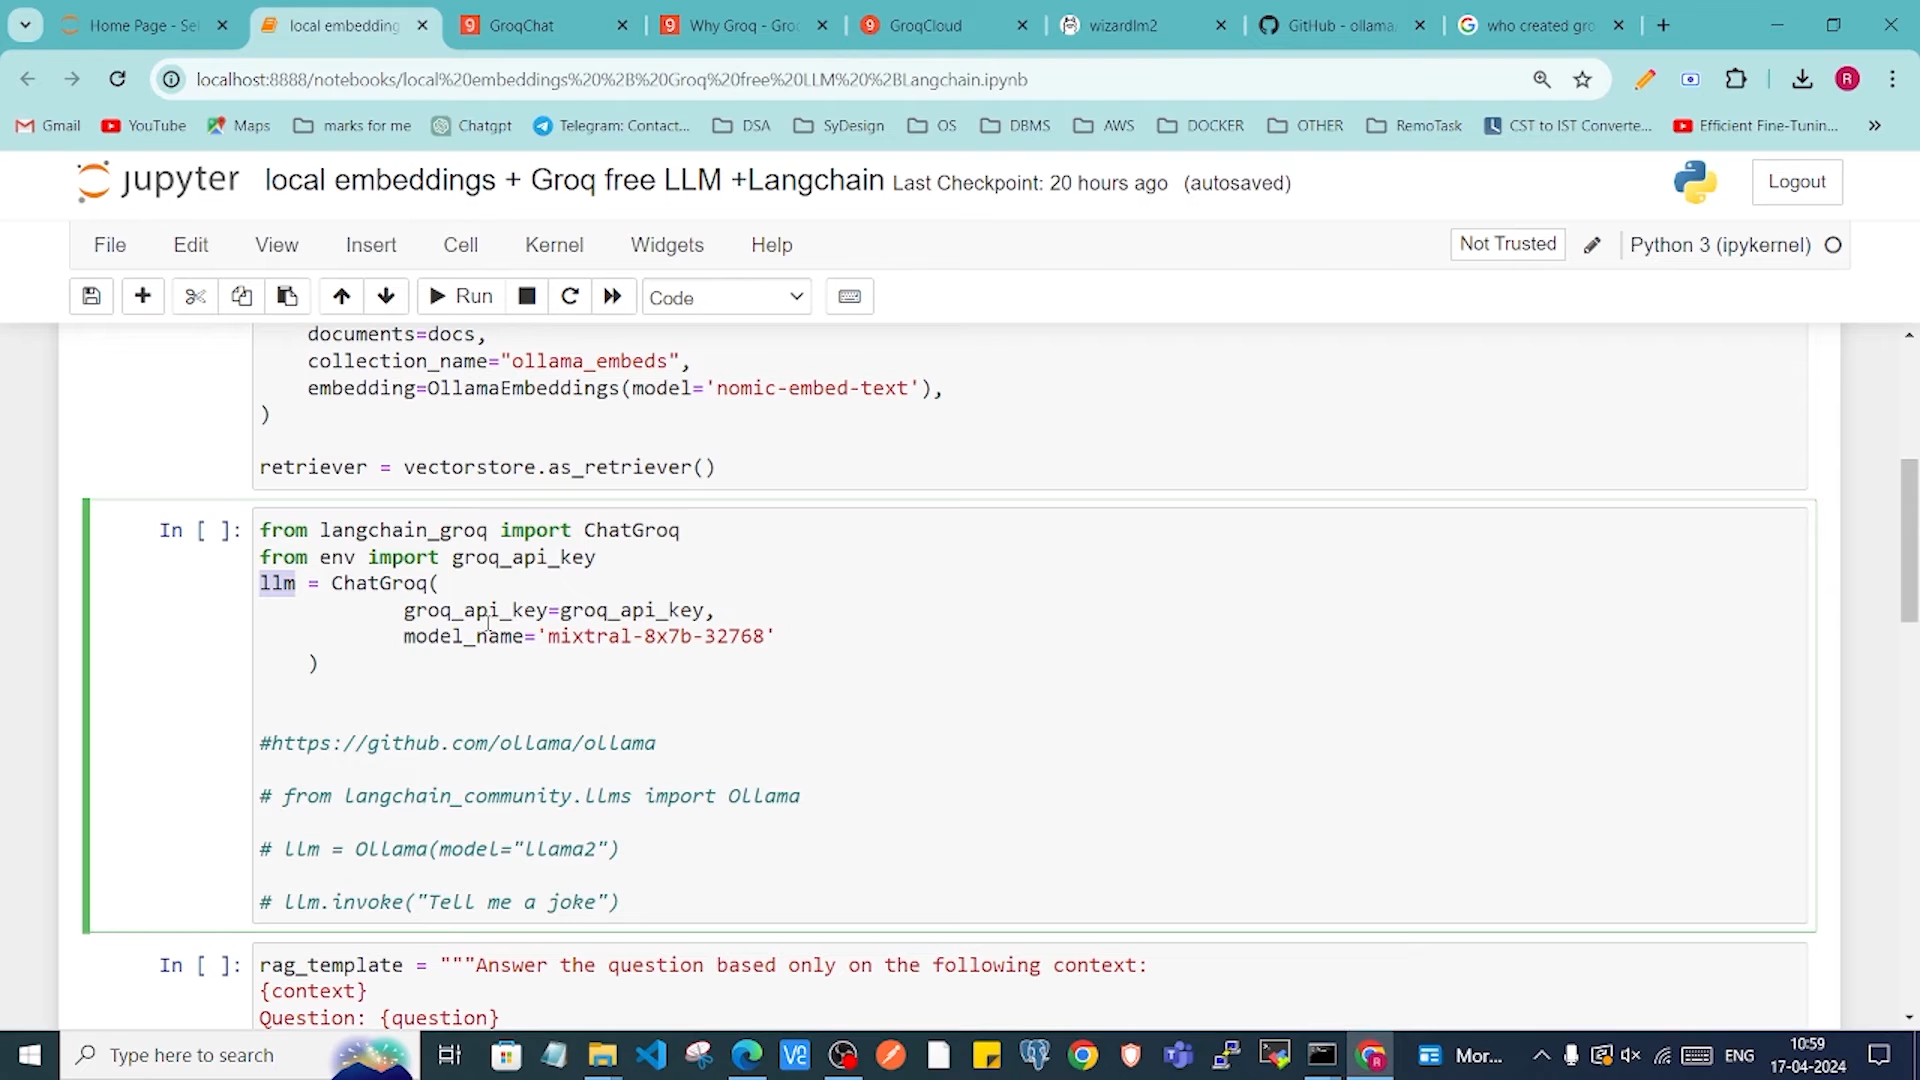 Home Page - Sel
local embedding
GroqChat
Why Groq - Groc
GroqCloud
wizardlm2
GitHub - ollama/
who created gro
localhost:8888/notebooks/local%20embeddings%20%2B%20Groq%20free%20LLM%20%2BLangchain.ipynb
R
Gmail
YouTube
Maps
marks for me
Chatgpt
Telegram: Contact...
DSA
SyDesign
OS
DBMS
AWS
DOCKER
OTHER
RemoTask
CST to IST Converte...
Efficient Fine-Tunin...
jupyter local embeddings + Groq free LLM +Langchain Last Checkpoint: 20 hours ago (autosaved)
Logout
File Edit View Insert Cell Kernel Widgets Help
Not Trusted
Python 3 (ipykernel)
Run
Code
documents=docs,
collection_name="ollama_embeds",
embedding=OllamaEmbeddings(model='nomic-embed-text'),
)
retriever = vectorstore.as_retriever()
In [ ]:
from langchain_groq import ChatGroq
from env import groq_api_key
llm = ChatGroq(
groq_api_key=groq_api_key,
model_name='mixtral-8x7b-32768'
)
#https://github.com/ollama/ollama
# from langchain_community.llms import Ollama
# llm = Ollama(model="llama2")
# llm.invoke("Tell me a joke")
In [ ]:
rag_template = """Answer the question based only on the following context:
{context}
Question: {question}
Type here to search
Mor...
ENG
10:59
17-04-2024